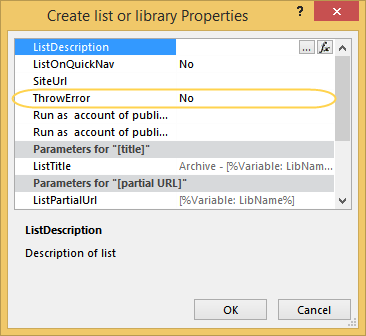 Create list or library Properties
?
ListDescription ... fx
ListOnQuickNav No
SiteUrl
ThrowError No
Run as account of publi...
Run as account of publi...
Parameters for "[title]"
ListTitle Archive - [%Variable: LibName...
Parameters for "[partial URL]"
ListPartialUrl [%Variable: LibName%]
ListDescription
Description of list
OK Cancel